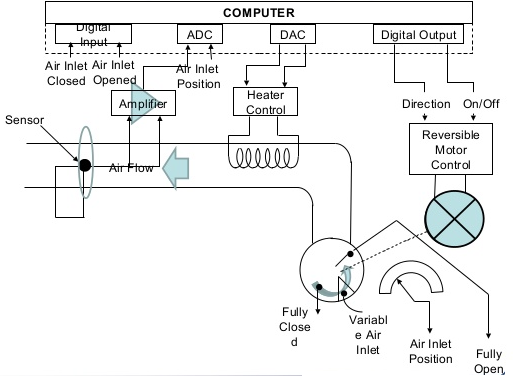 COMPUTER
Digital
Input
ADC
DAC
Digital Output
Air Inlet
Closed
Air Inlet
Opened
Air Inlet
Position
Amplifier
Heater
Control
Direction
On/Off
Sensor
Reversible
Motor
Control
Air Flow
Fully
Close
d
Variabl
e Air
Inlet
Air Inlet
Position
Fully
Open